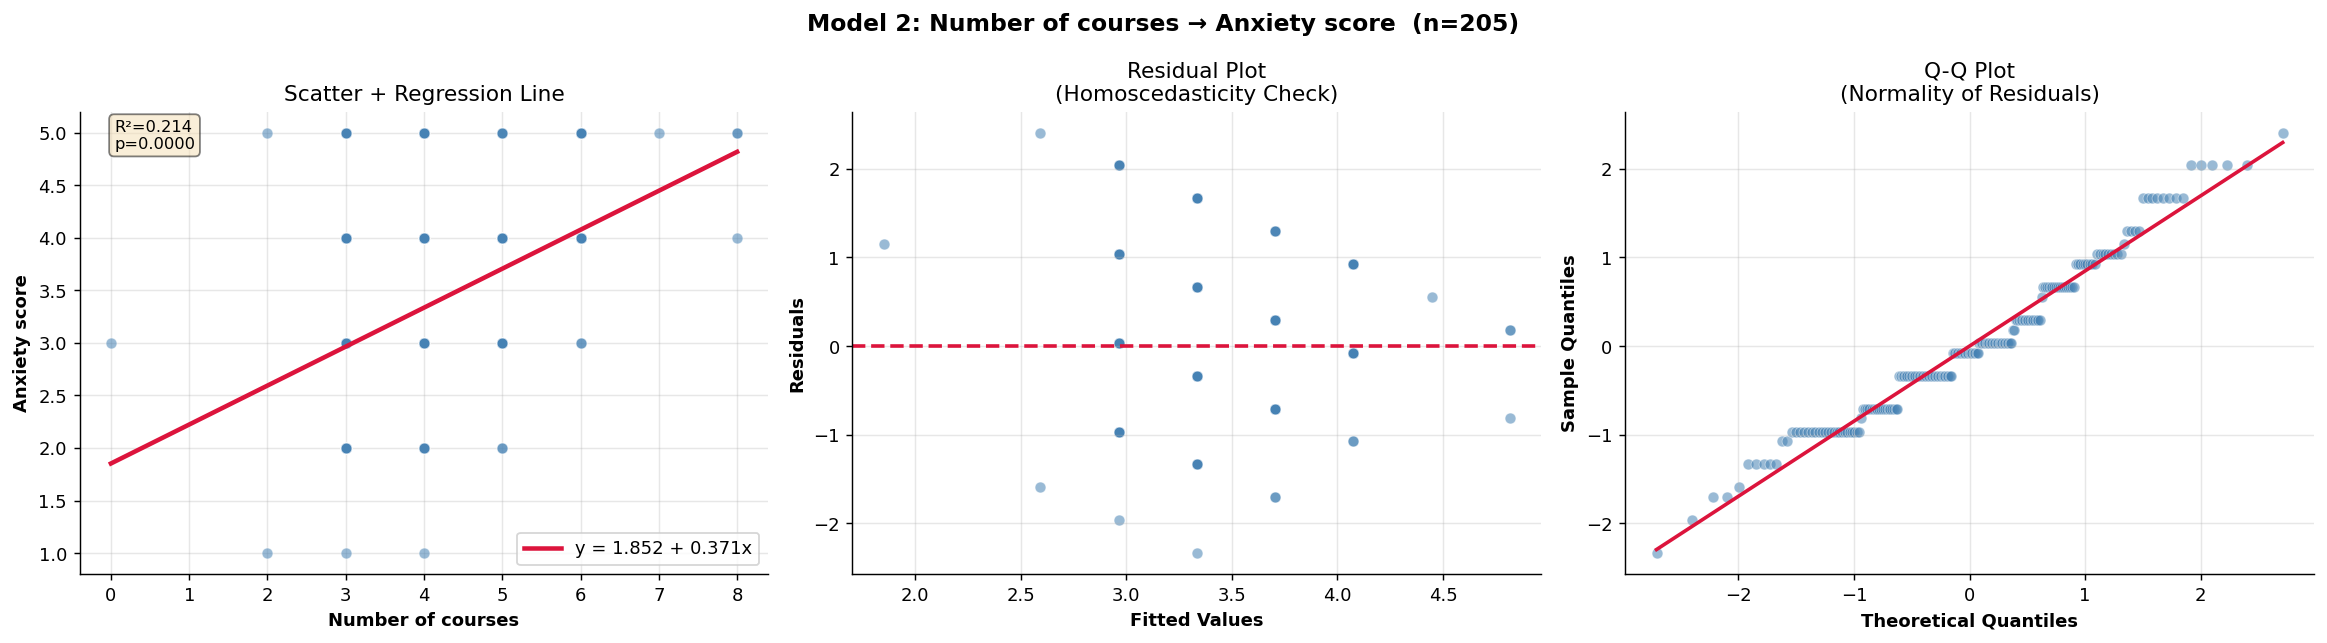 Model 2: Number of courses → Anxiety score  (n=205)
Scatter + Regression Line
R²=0.214
p=0.0000
5.0
4.5
4.0
3.5
3.0
2.5
2.0
1.5
1.0
Anxiety score
y = 1.852 + 0.371x
0 1 2 3 4 5 6 7 8
Number of courses
Residual Plot
(Homoscedasticity Check)
2
1
0
−1
−2
Residuals
2.0 2.5 3.0 3.5 4.0 4.5
Fitted Values
Q-Q Plot
(Normality of Residuals)
2
1
0
−1
−2
Sample Quantiles
−2 −1 0 1 2
Theoretical Quantiles